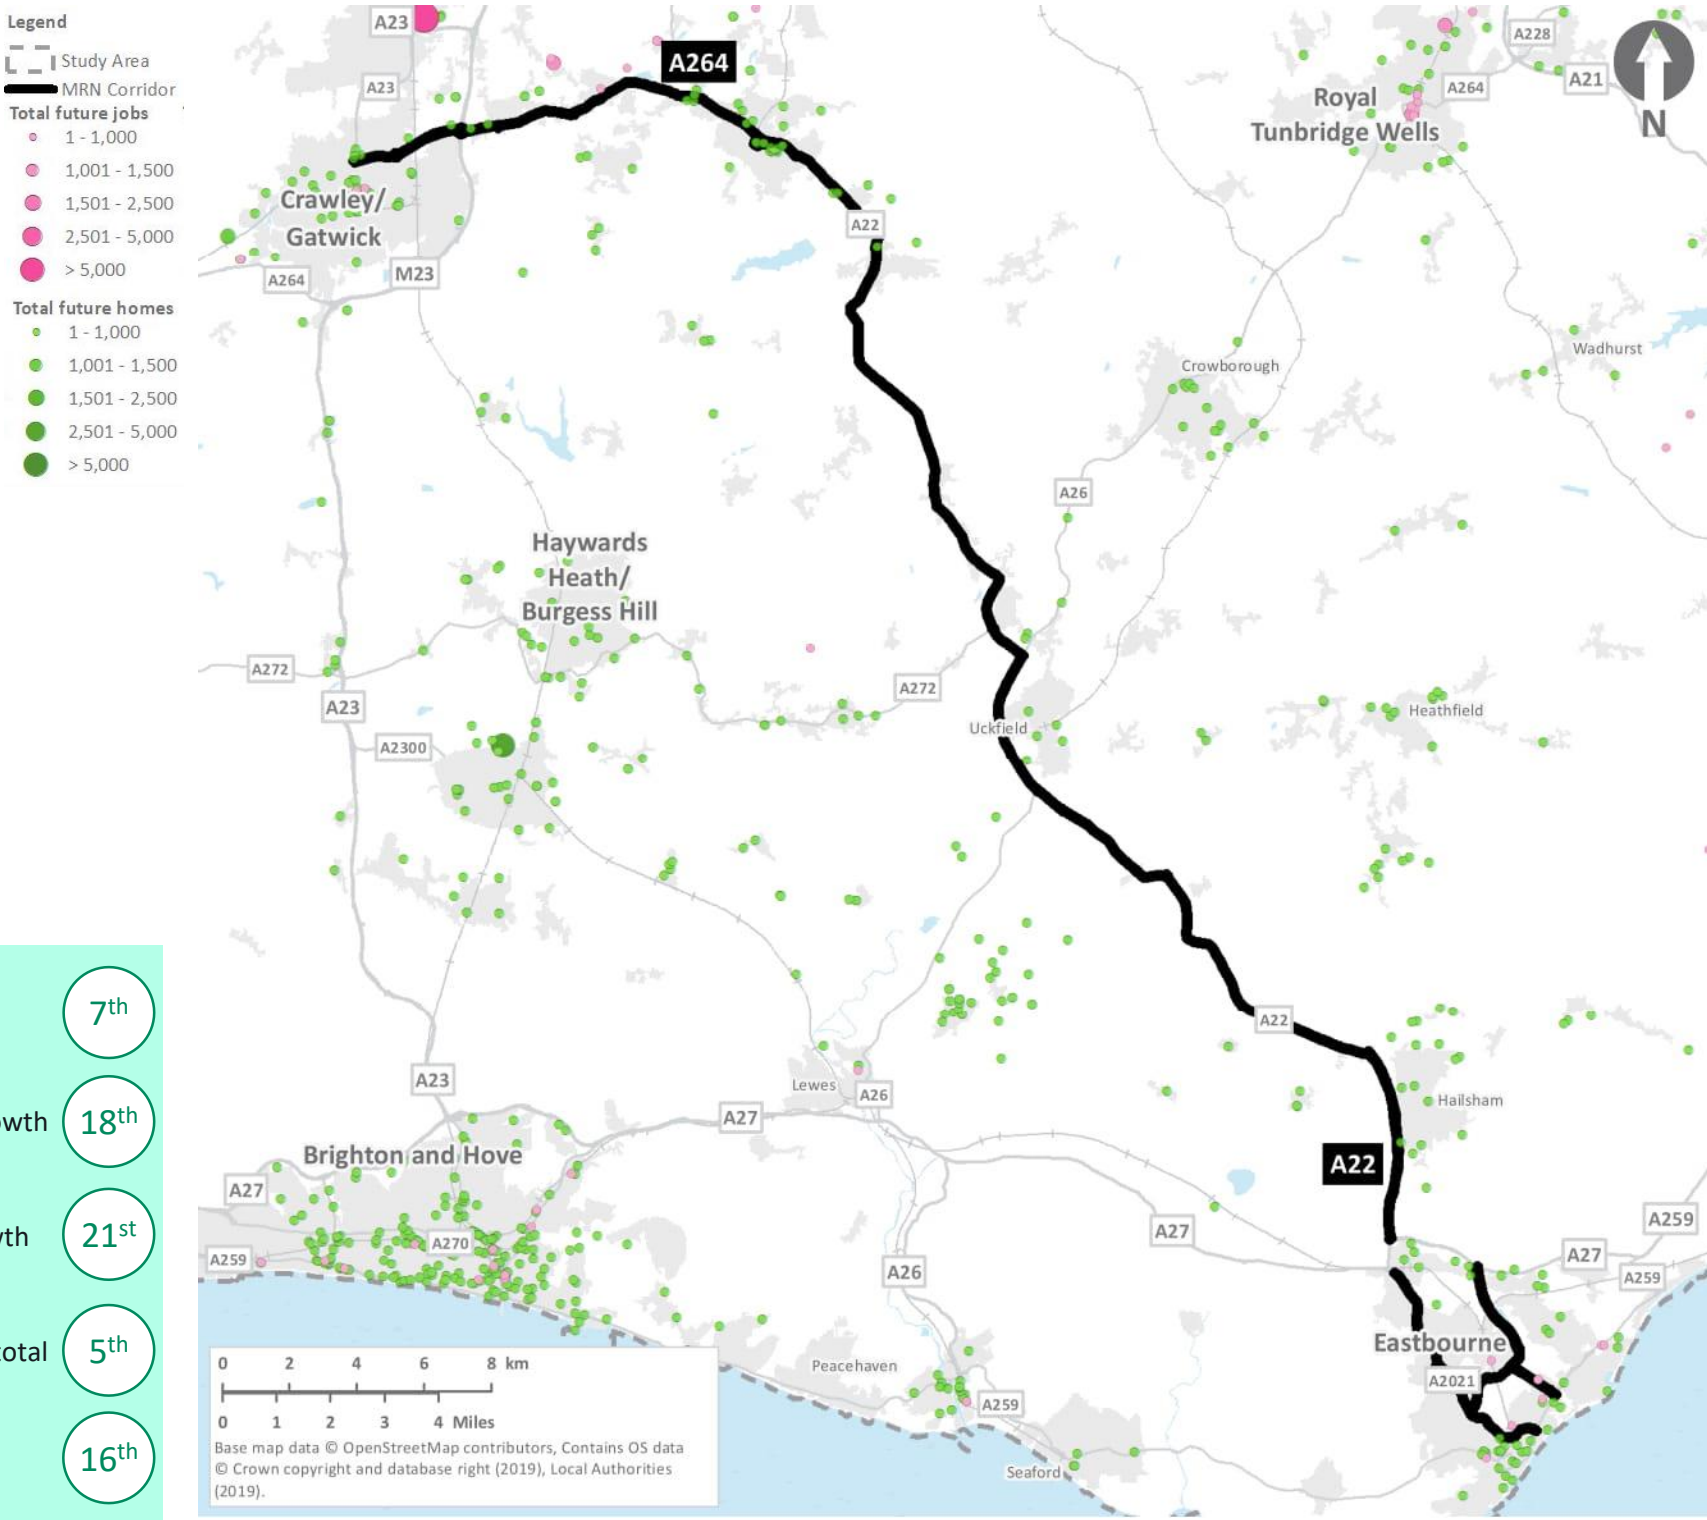 Legend
Study Area
MRN Corridor
Total future jobs
1 - 1,000
1,001 - 1,500
1,501 - 2,500
2,501 - 5,000
> 5,000
Total future homes
1 - 1,000
1,001 - 1,500
1,501 - 2,500
2,501 - 5,000
> 5,000
7th
18th
21st
total
5th
16th
A23
A264
A228
A21
A264
N
A23
Royal
Tunbridge Wells
Crawley/
Gatwick
A22
A264
M23
Wadhurst
Crowborough
A26
Haywards
Heath/
Burgess Hill
A272
A272
A23
Uckfield
Heathfield
A2300
A22
A23
Lewes
A26
Hailsham
A27
Brighton and Hove
A22
A27
A259
A27
A270
A259
A26
A27
A259
Eastbourne
Peacehaven
A2021
A259
Seaford
0 2 4 6 8 km
0 1 2 3 4 Miles
Base map data © OpenStreetMap contributors, Contains OS data
© Crown copyright and database right (2019), Local Authorities
(2019).